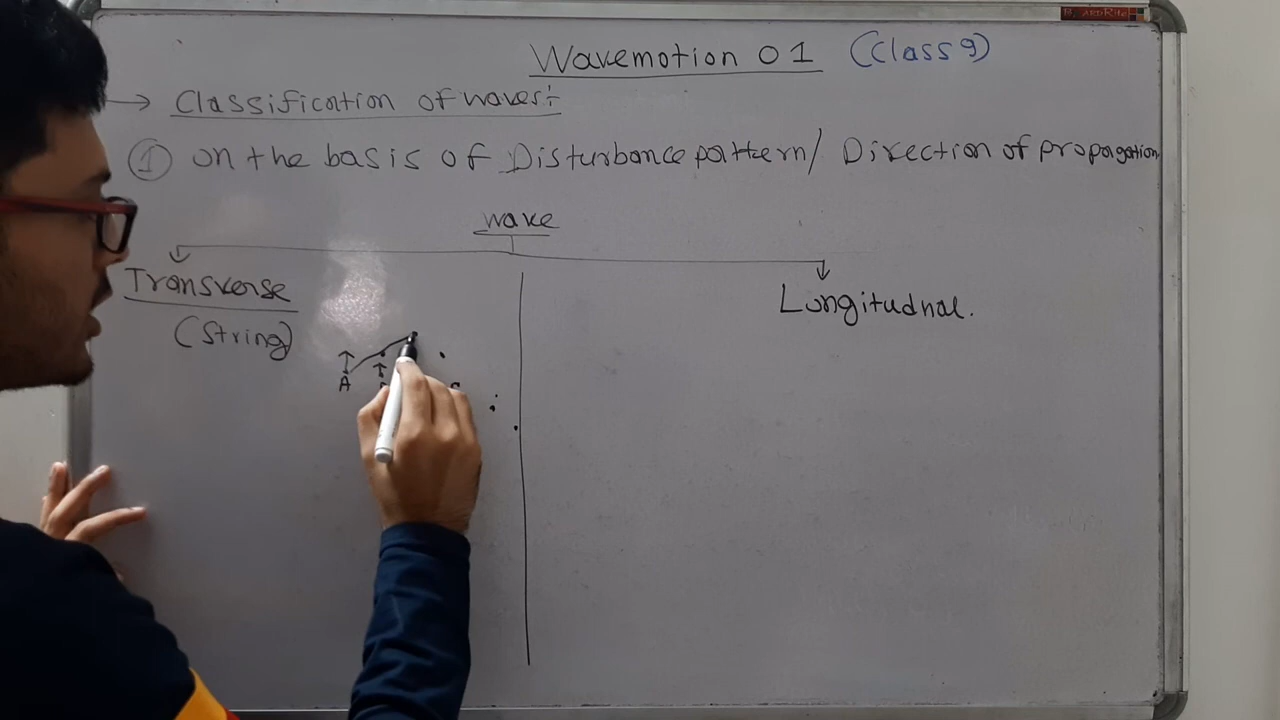 Wavemotion 01 (Class 9)
→ Classification of waves:
① on the basis of Disturbance pattern/ Direction of propogation
wave
Transverse
Longitudnal.
(String)
A